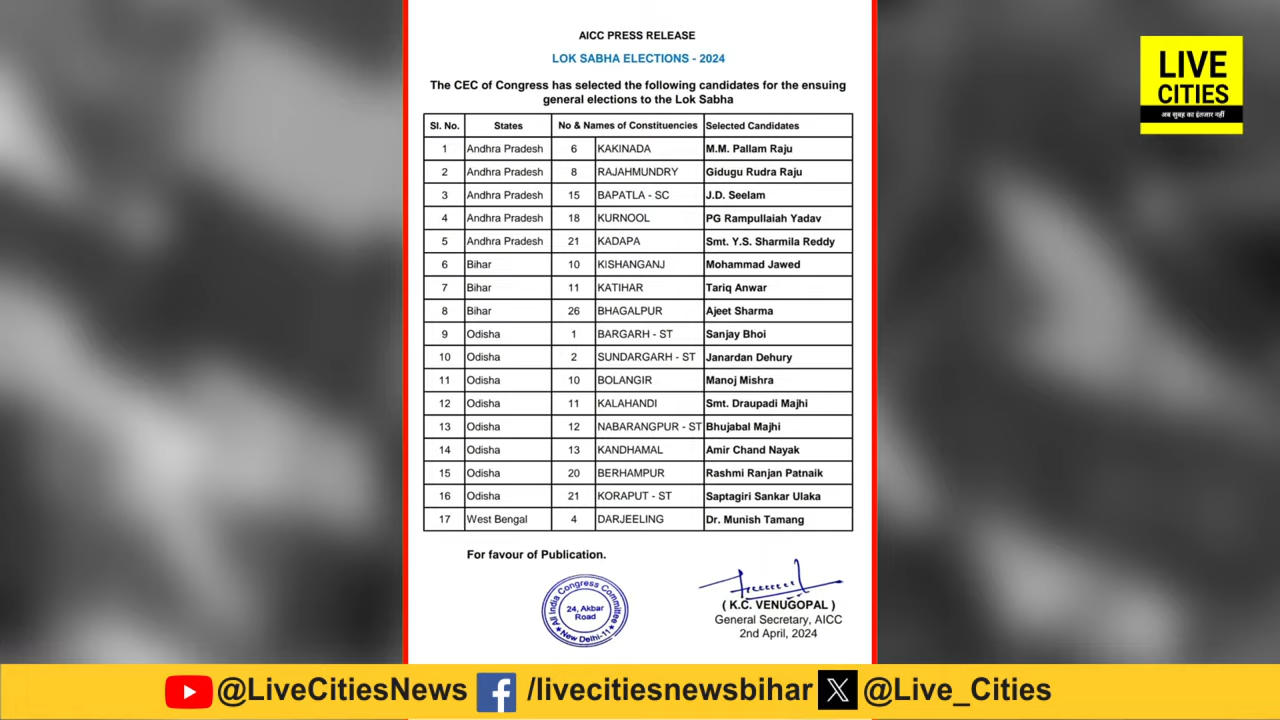 AICC PRESS RELEASE
LOK SABHA ELECTIONS - 2024
The CEC of Congress has selected the following candidates for the ensuing
general elections to the Lok Sabha
Sl. No. States No & Names of Constituencies Selected Candidates
1 Andhra Pradesh 6 KAKINADA M.M. Pallam Raju
2 Andhra Pradesh 8 RAJAHMUNDRY Gidugu Rudra Raju
3 Andhra Pradesh 15 BAPATLA - SC J.D. Seelam
4 Andhra Pradesh 18 KURNOOL PG Rampullaiah Yadav
5 Andhra Pradesh 21 KADAPA Smt. Y.S. Sharmila Reddy
6 Bihar 10 KISHANGANJ Mohammad Jawed
7 Bihar 11 KATIHAR Tariq Anwar
8 Bihar 26 BHAGALPUR Ajeet Sharma
9 Odisha 1 BARGARH - ST Sanjay Bhoi
10 Odisha 2 SUNDARGARH - ST Janardan Dehury
11 Odisha 10 BOLANGIR Manoj Mishra
12 Odisha 11 KALAHANDI Smt. Draupadi Majhi
13 Odisha 12 NABARANGPUR - ST Bhujabal Majhi
14 Odisha 13 KANDHAMAL Amir Chand Nayak
15 Odisha 20 BERHAMPUR Rashmi Ranjan Patnaik
16 Odisha 21 KORAPUT - ST Saptagiri Sankar Ulaka
17 West Bengal 4 DARJEELING Dr. Munish Tamang
For favour of Publication.
All India Congress Committee
24, Akbar
Road
New Delhi-11
( K.C. VENUGOPAL )
General Secretary, AICC
2nd April, 2024
LIVE
CITIES
अब सुबह का इंतजार नहीं
@LiveCitiesNews /livecitiesnewsbihar @Live_Cities